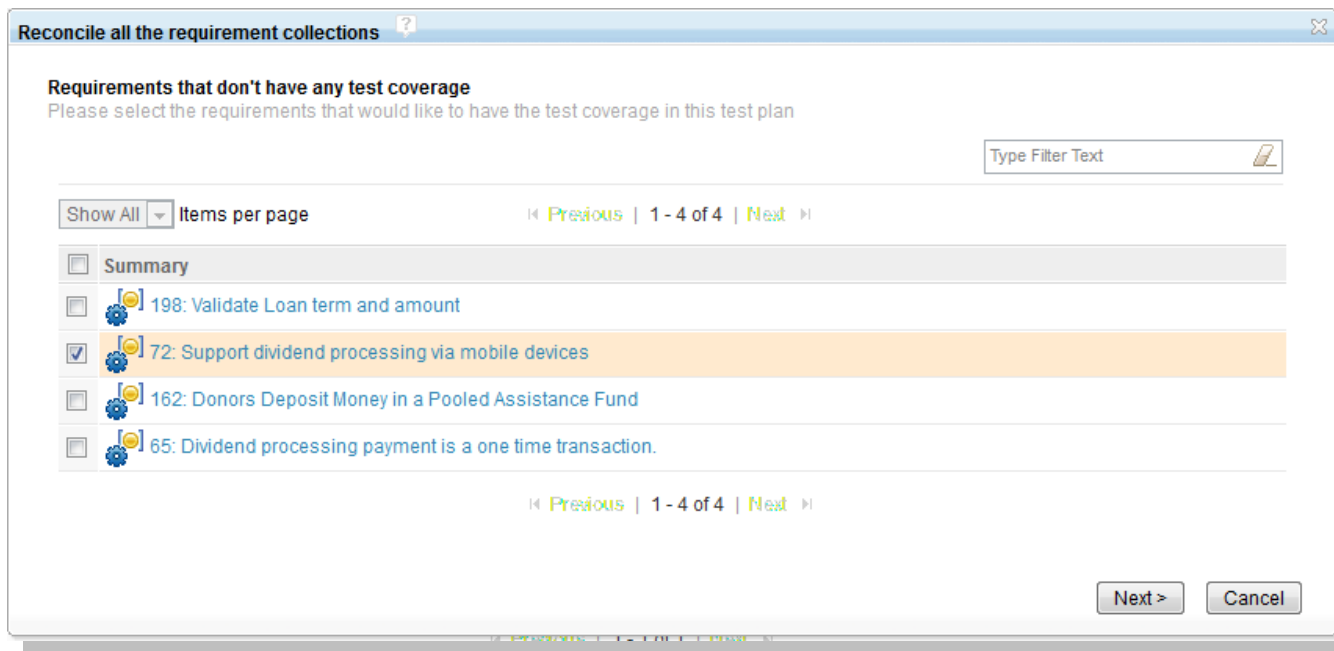 Reconcile all the requirement collections ?
Requirements that don't have any test coverage
Please select the requirements that would like to have the test coverage in this test plan
Type Filter Text
Show All Items per page Previous | 1 - 4 of 4 | Next
Summary
198: Validate Loan term and amount
72: Support dividend processing via mobile devices
162: Donors Deposit Money in a Pooled Assistance Fund
65: Dividend processing payment is a one time transaction.
Previous | 1 - 4 of 4 | Next
Next > Cancel